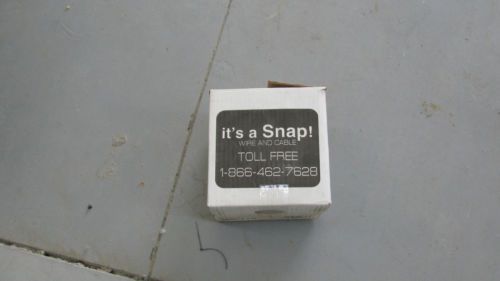 it's a Snap!
WIRE AND CABLE
TOLL FREE
1-866-462-7628